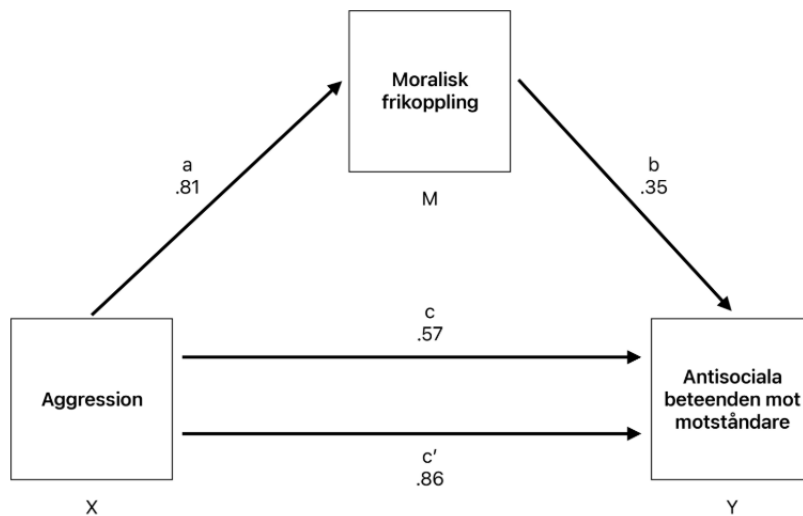 Moralisk
frikoppling
M
a
.81
b
.35
Aggression
X
c
.57
c′
.86
Antisociala
beteenden mot
motståndare
Y